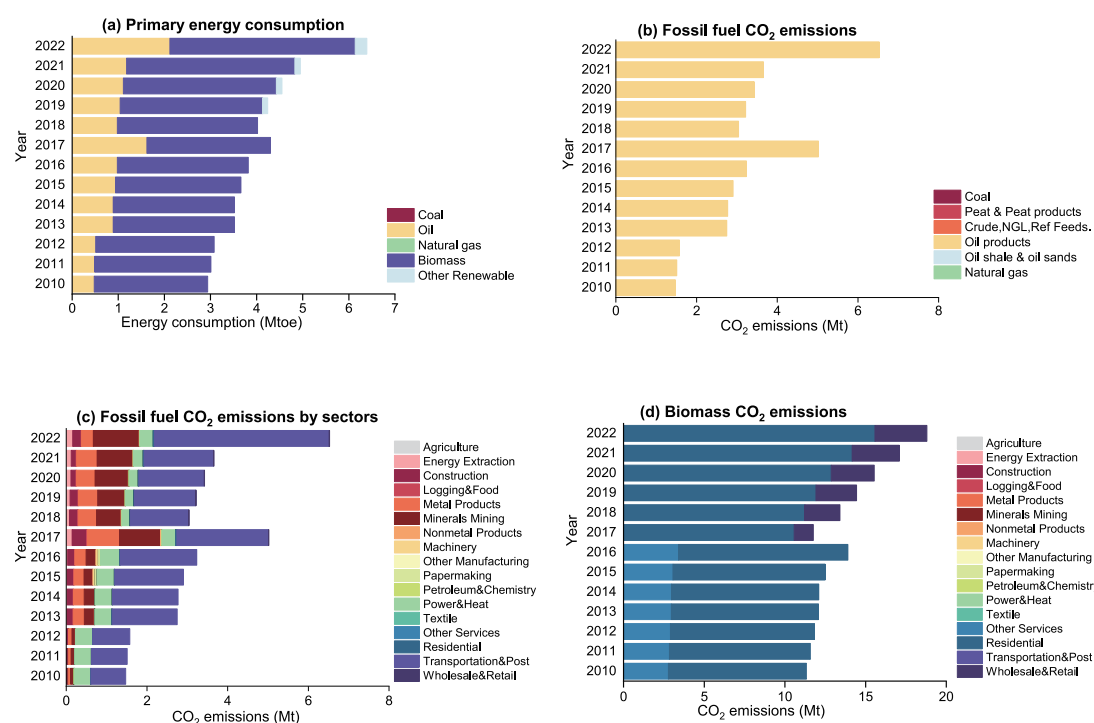 (a) Primary energy consumption
2022
2021
2020
2019
2018
2017
2016
2015
2014
2013
2012
2011
2010
Year
Coal
Oil
Natural gas
Biomass
Other Renewable
0 1 2 3 4 5 6 7
Energy consumption (Mtoe)
(b) Fossil fuel CO₂ emissions
2022
2021
2020
2019
2018
2017
2016
2015
2014
2013
2012
2011
2010
Year
Coal
Peat & Peat products
Crude,NGL,Ref Feeds.
Oil products
Oil shale & oil sands
Natural gas
0 2 4 6 8
CO₂ emissions (Mt)
(c) Fossil fuel CO₂ emissions by sectors
2022
2021
2020
2019
2018
2017
2016
2015
2014
2013
2012
2011
2010
Year
Agriculture
Energy Extraction
Construction
Logging&Food
Metal Products
Minerals Mining
Nonmetal Products
Machinery
Other Manufacturing
Papermaking
Petroleum&Chemistry
Power&Heat
Textile
Other Services
Residential
Transportation&Post
Wholesale&Retail
0 2 4 6 8
CO₂ emissions (Mt)
(d) Biomass CO₂ emissions
2022
2021
2020
2019
2018
2017
2016
2015
2014
2013
2012
2011
2010
Year
Agriculture
Energy Extraction
Construction
Logging&Food
Metal Products
Minerals Mining
Nonmetal Products
Machinery
Other Manufacturing
Papermaking
Petroleum&Chemistr
Power&Heat
Textile
Other Services
Residential
Transportation&Post
Wholesale&Retail
0 5 10 15 20
CO₂ emissions (Mt)